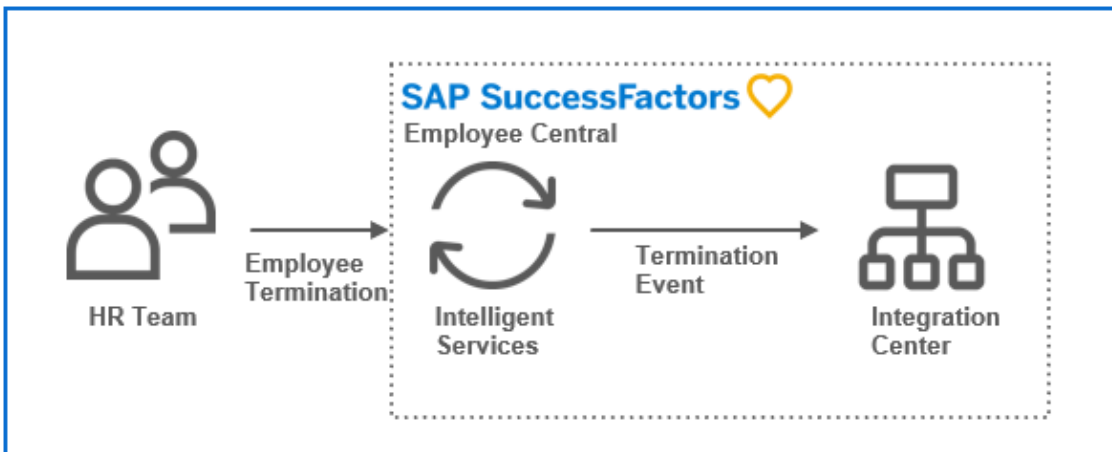 SAP SuccessFactors
Employee Central
HR Team
Employee
Termination
Intelligent
Services
Termination
Event
Integration
Center